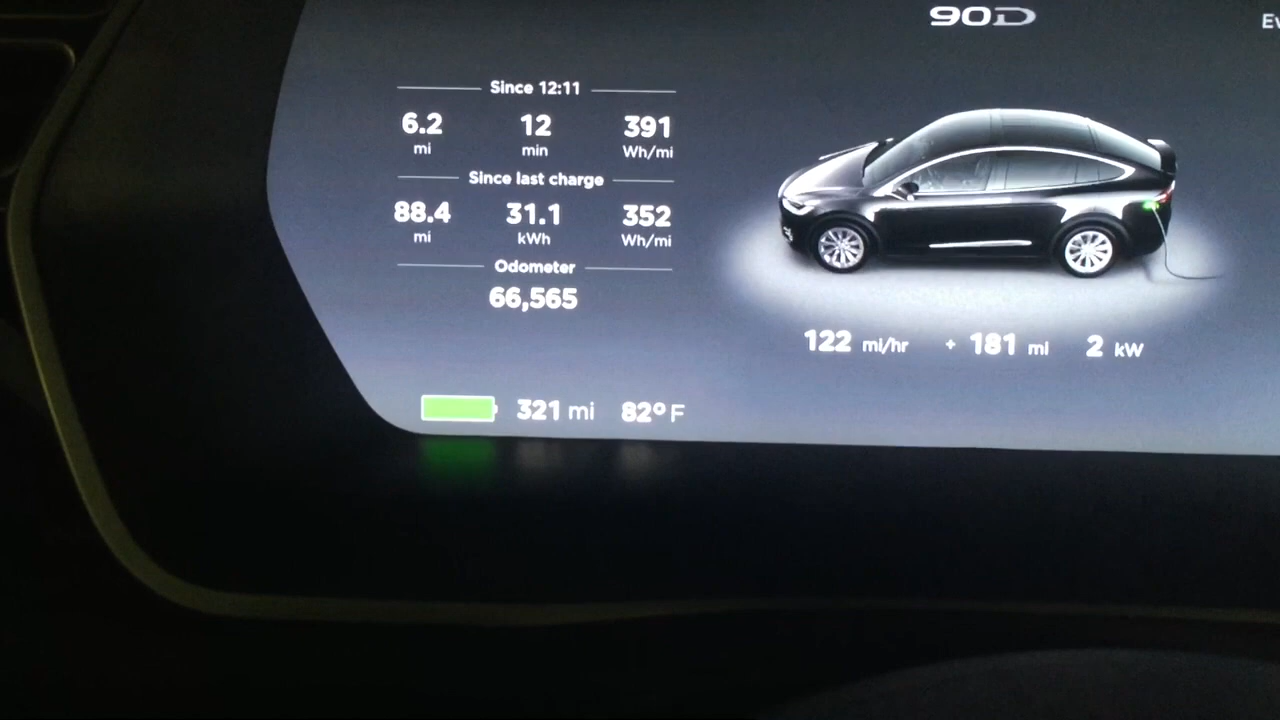 90D
Ev
Since 12:11
6.2 12 391
mi min Wh/mi
Since last charge
88.4 31.1 352
mi kWh Wh/mi
Odometer
66,565
122 mi/hr + 181 mi 2 kW
321 mi 82° F